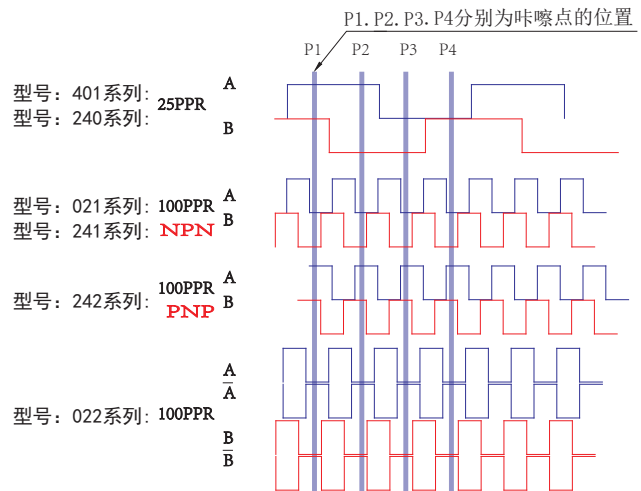 P1.P2.P3.P4分别为咔嚓点的位置
P1 P2 P3 P4
型号: 401系列:
型号: 240系列:
25PPR
A
B
型号: 021系列: 100PPR
型号: 241系列: NPN
A
B
型号: 242系列:
100PPR
PNP
A
B
型号: 022系列: 100PPR
A
A̅
B
B̅